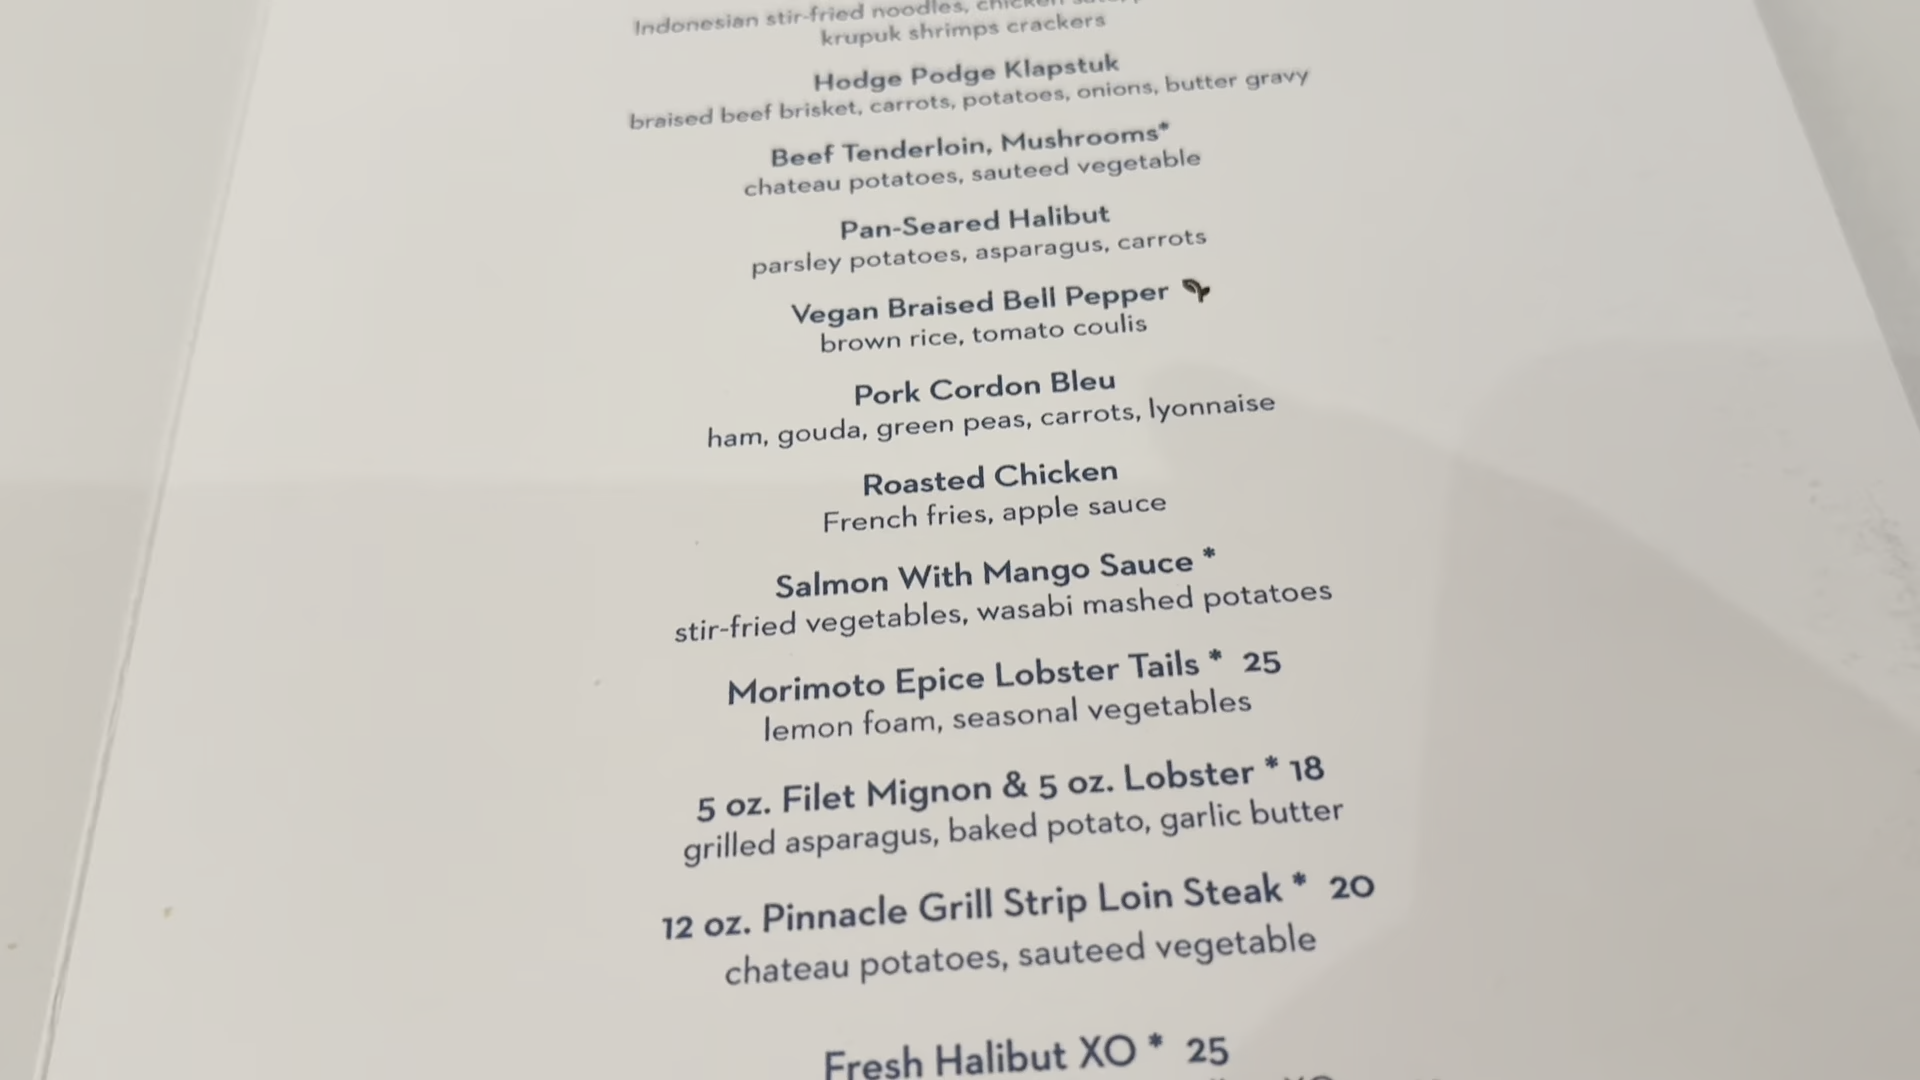 Indonesian stir-fried noodles, chicken
krupuk shrimps crackers
Hodge Podge Klapstuk
braised beef brisket, carrots, potatoes, onions, butter gravy
Beef Tenderloin, Mushrooms*
chateau potatoes, sauteed vegetable
Pan-Seared Halibut
parsley potatoes, asparagus, carrots
Vegan Braised Bell Pepper
brown rice, tomato coulis
Pork Cordon Bleu
ham, gouda, green peas, carrots, lyonnaise
Roasted Chicken
French fries, apple sauce
Salmon With Mango Sauce *
stir-fried vegetables, wasabi mashed potatoes
Morimoto Epice Lobster Tails * 25
lemon foam, seasonal vegetables
5 oz. Filet Mignon & 5 oz. Lobster * 18
grilled asparagus, baked potato, garlic butter
12 oz. Pinnacle Grill Strip Loin Steak * 20
chateau potatoes, sauteed vegetable
Fresh Halibut XO * 25